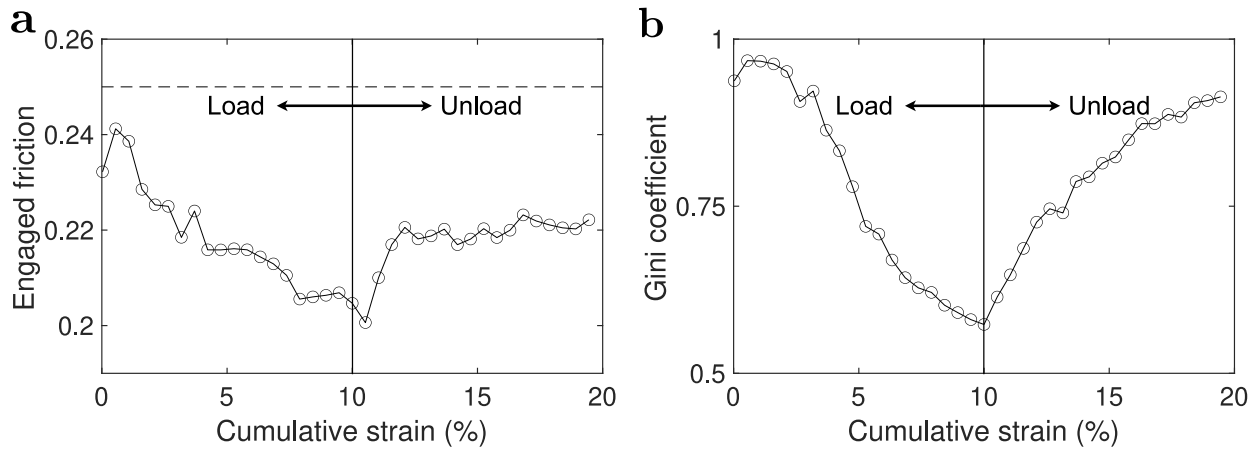 a
0.26
0.24
0.22
0.2
Engaged friction
Load
Unload
0
5
10
15
20
Cumulative strain (%)
b
1
0.75
0.5
Gini coefficient
Load
Unload
0
5
10
15
20
Cumulative strain (%)